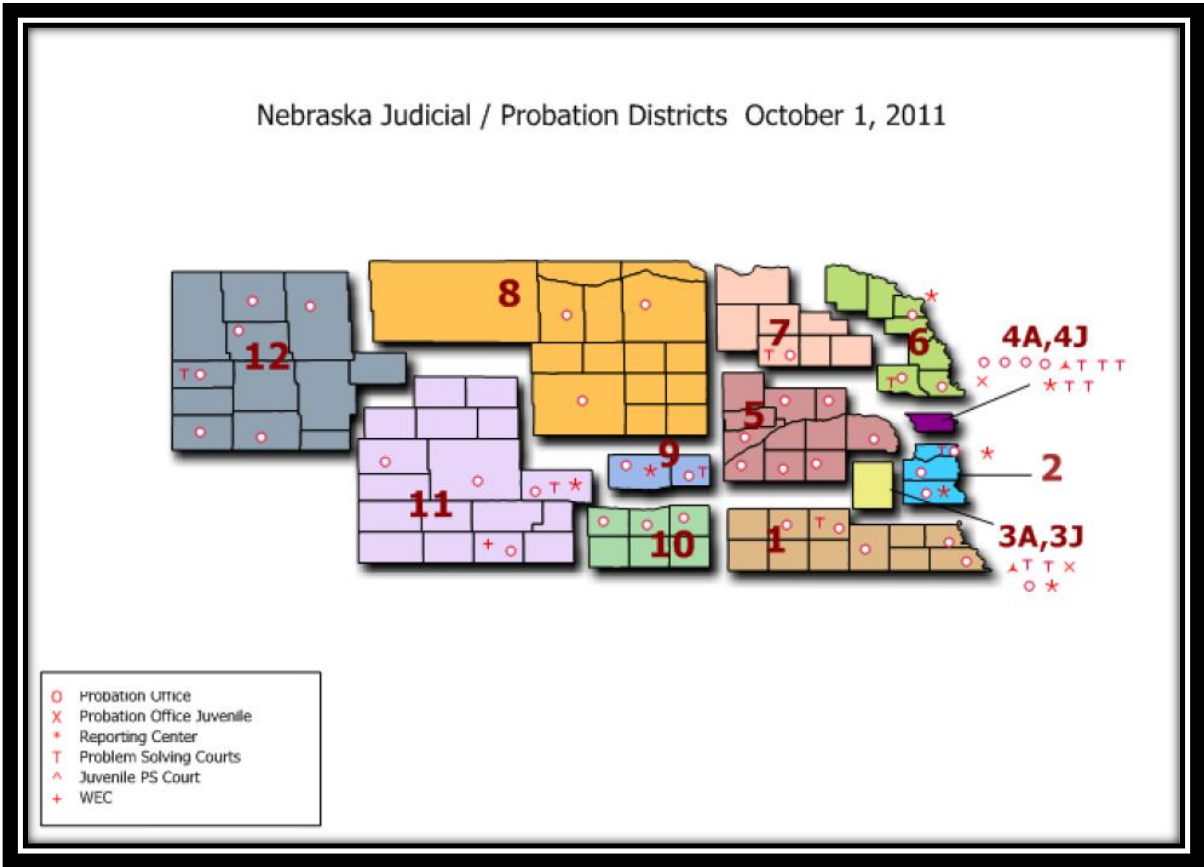 Nebraska Judicial / Probation Districts October 1, 2011
8
7
6
4A,4J
O O O O ^ T T T
X
* T T
12
T
T
T
5
9
T
*
T
2
T
*
*
11
T *
+
10
1
T
3A,3J
^ T T X
O *
O Probation Office
X Probation Office Juvenile
* Reporting Center
T Problem Solving Courts
^ Juvenile PS Court
+ WEC